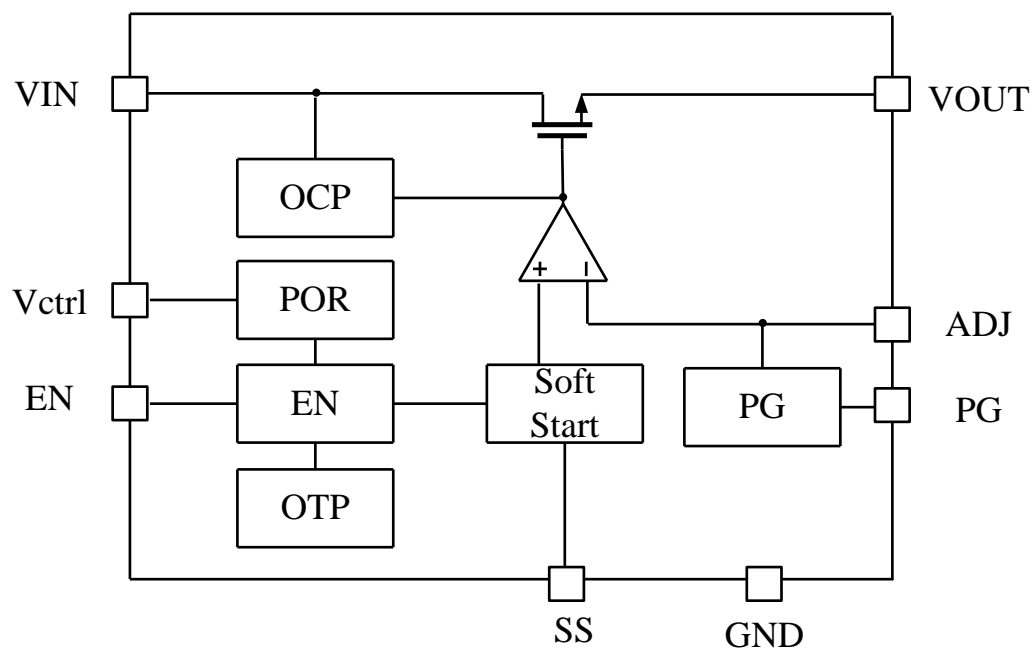 VIN
VOUT
OCP
+
Vctrl
POR
ADJ
EN
EN
Soft
Start
PG
PG
OTP
SS
GND